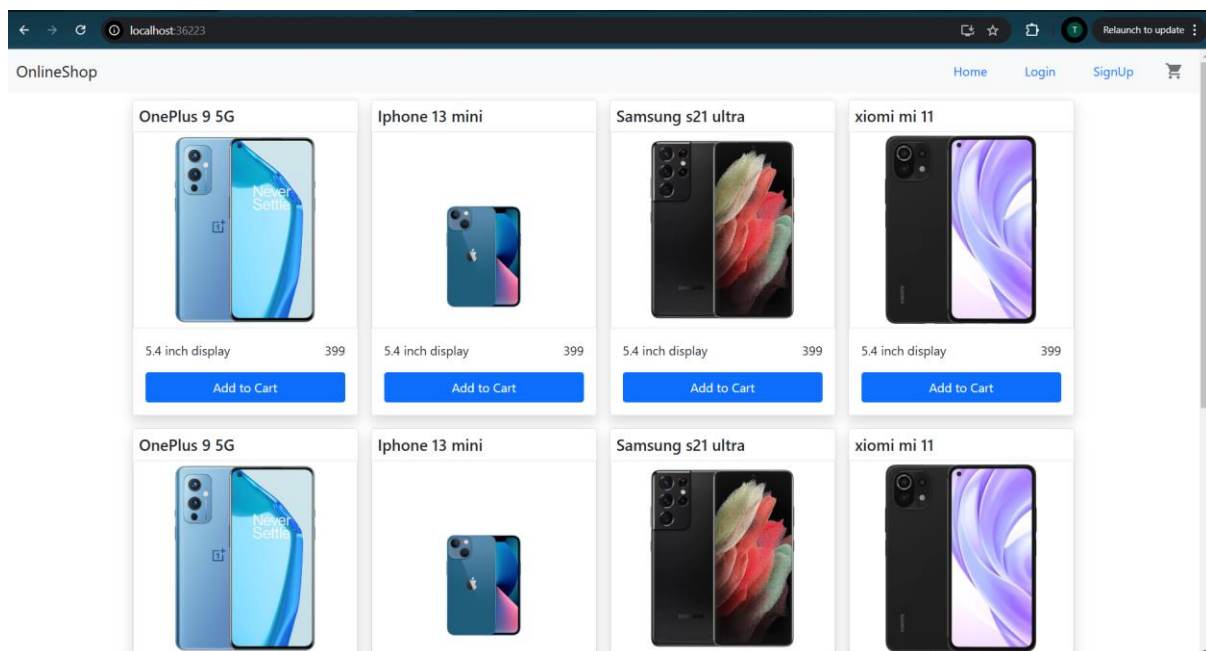 localhost:36223
T
Relaunch to update
OnlineShop
Home Login SignUp
OnePlus 9 5G Iphone 13 mini Samsung s21 ultra xiomi mi 11
Never
Settle
5.4 inch display 399 5.4 inch display 399 5.4 inch display 399 5.4 inch display 399
Add to Cart Add to Cart Add to Cart Add to Cart
OnePlus 9 5G Iphone 13 mini Samsung s21 ultra xiomi mi 11
Never
Settle